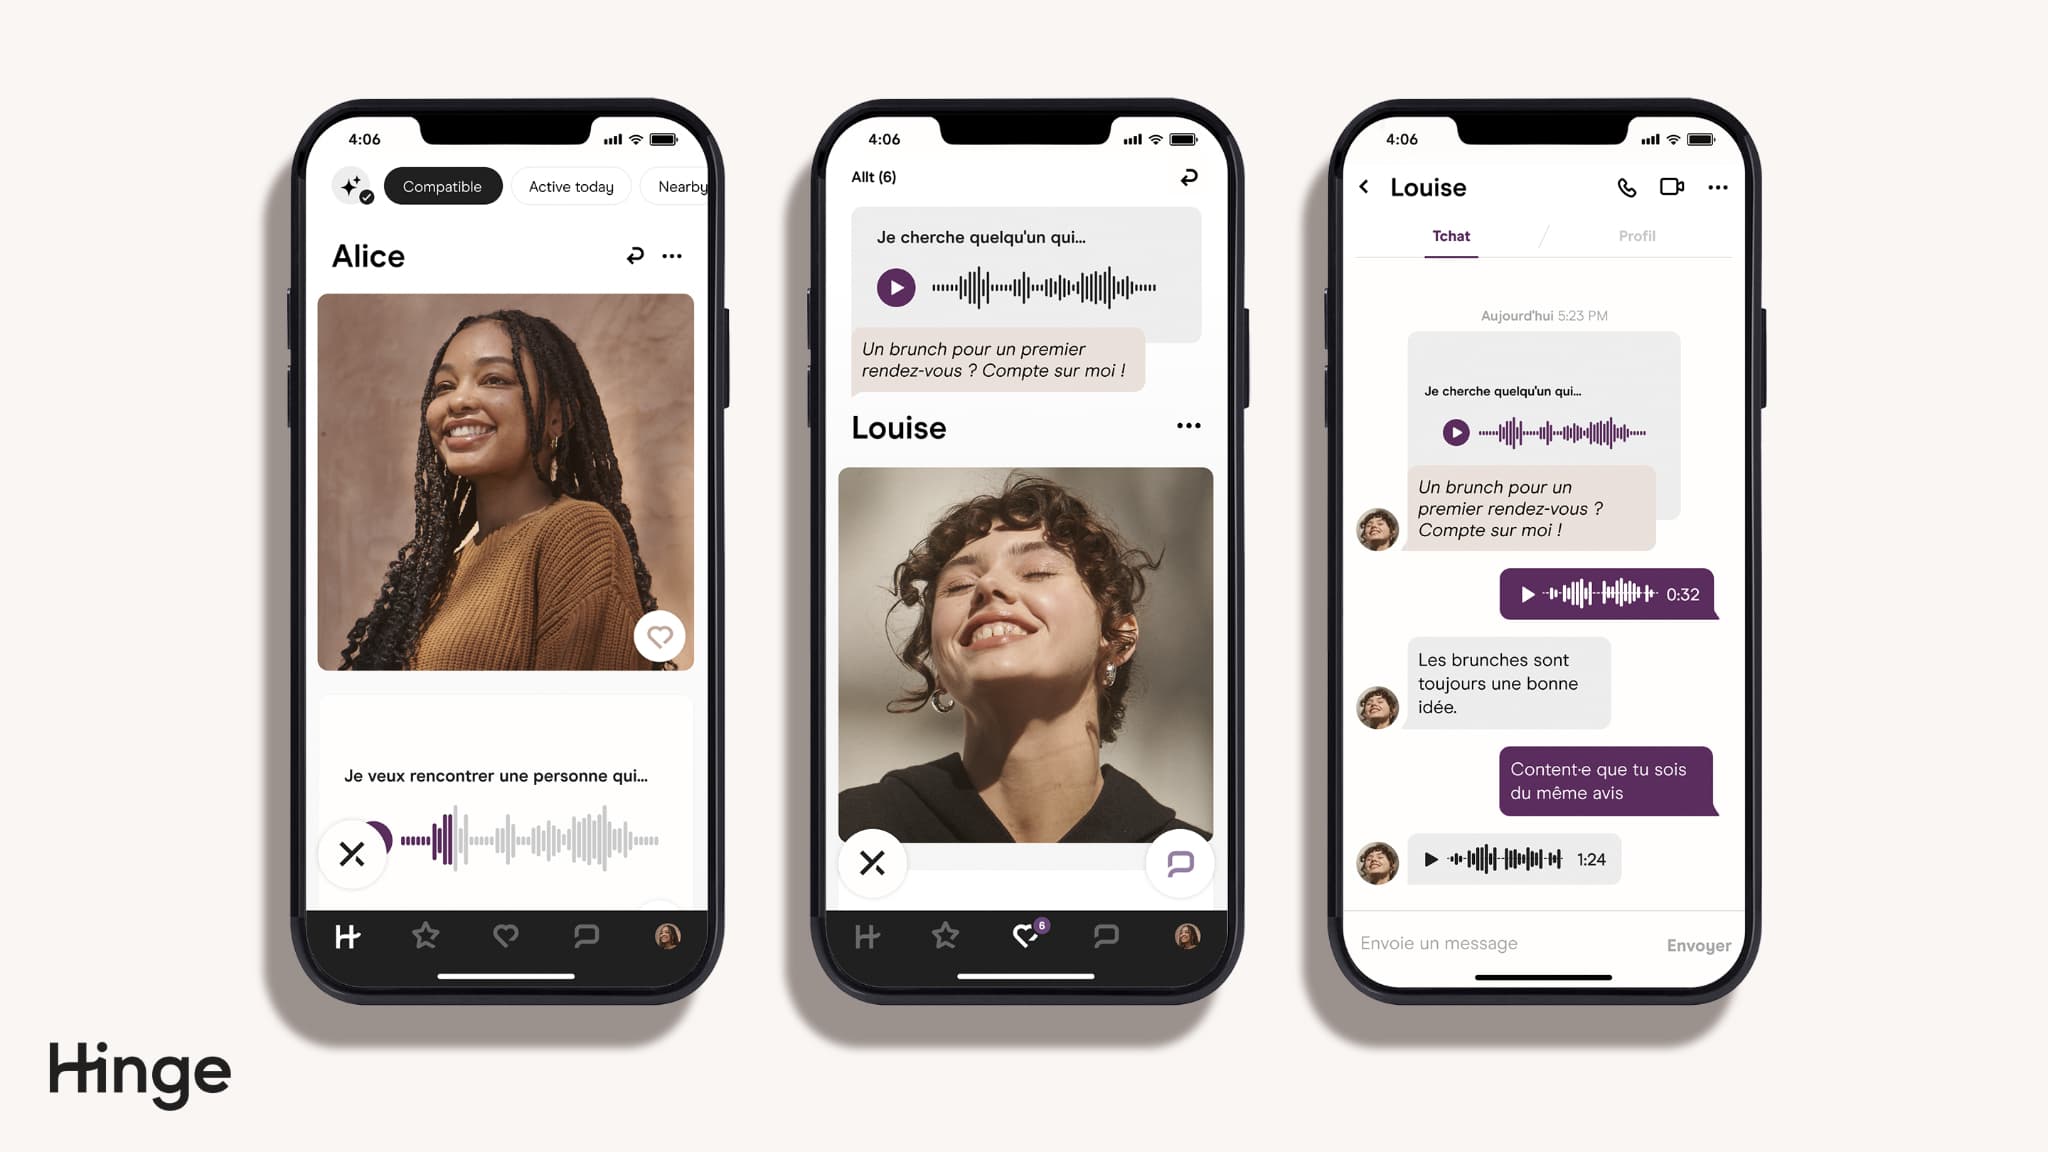 4:06
Compatible
Active today
Nearby
Alice
Je veux rencontrer une personne qui...
4:06
Allt (6)
Je cherche quelqu'un qui...
Un brunch pour un premier
rendez-vous ? Compte sur moi !
Louise
6
4:06
Louise
Tchat
Profil
Aujourd'hui 5:23 PM
Je cherche quelqu'un qui...
Un brunch pour un
premier rendez-vous ?
Compte sur moi !
0:32
Les brunches sont
toujours une bonne
idée.
Content·e que tu sois
du même avis
1:24
Envoie un message
Envoyer
Hinge